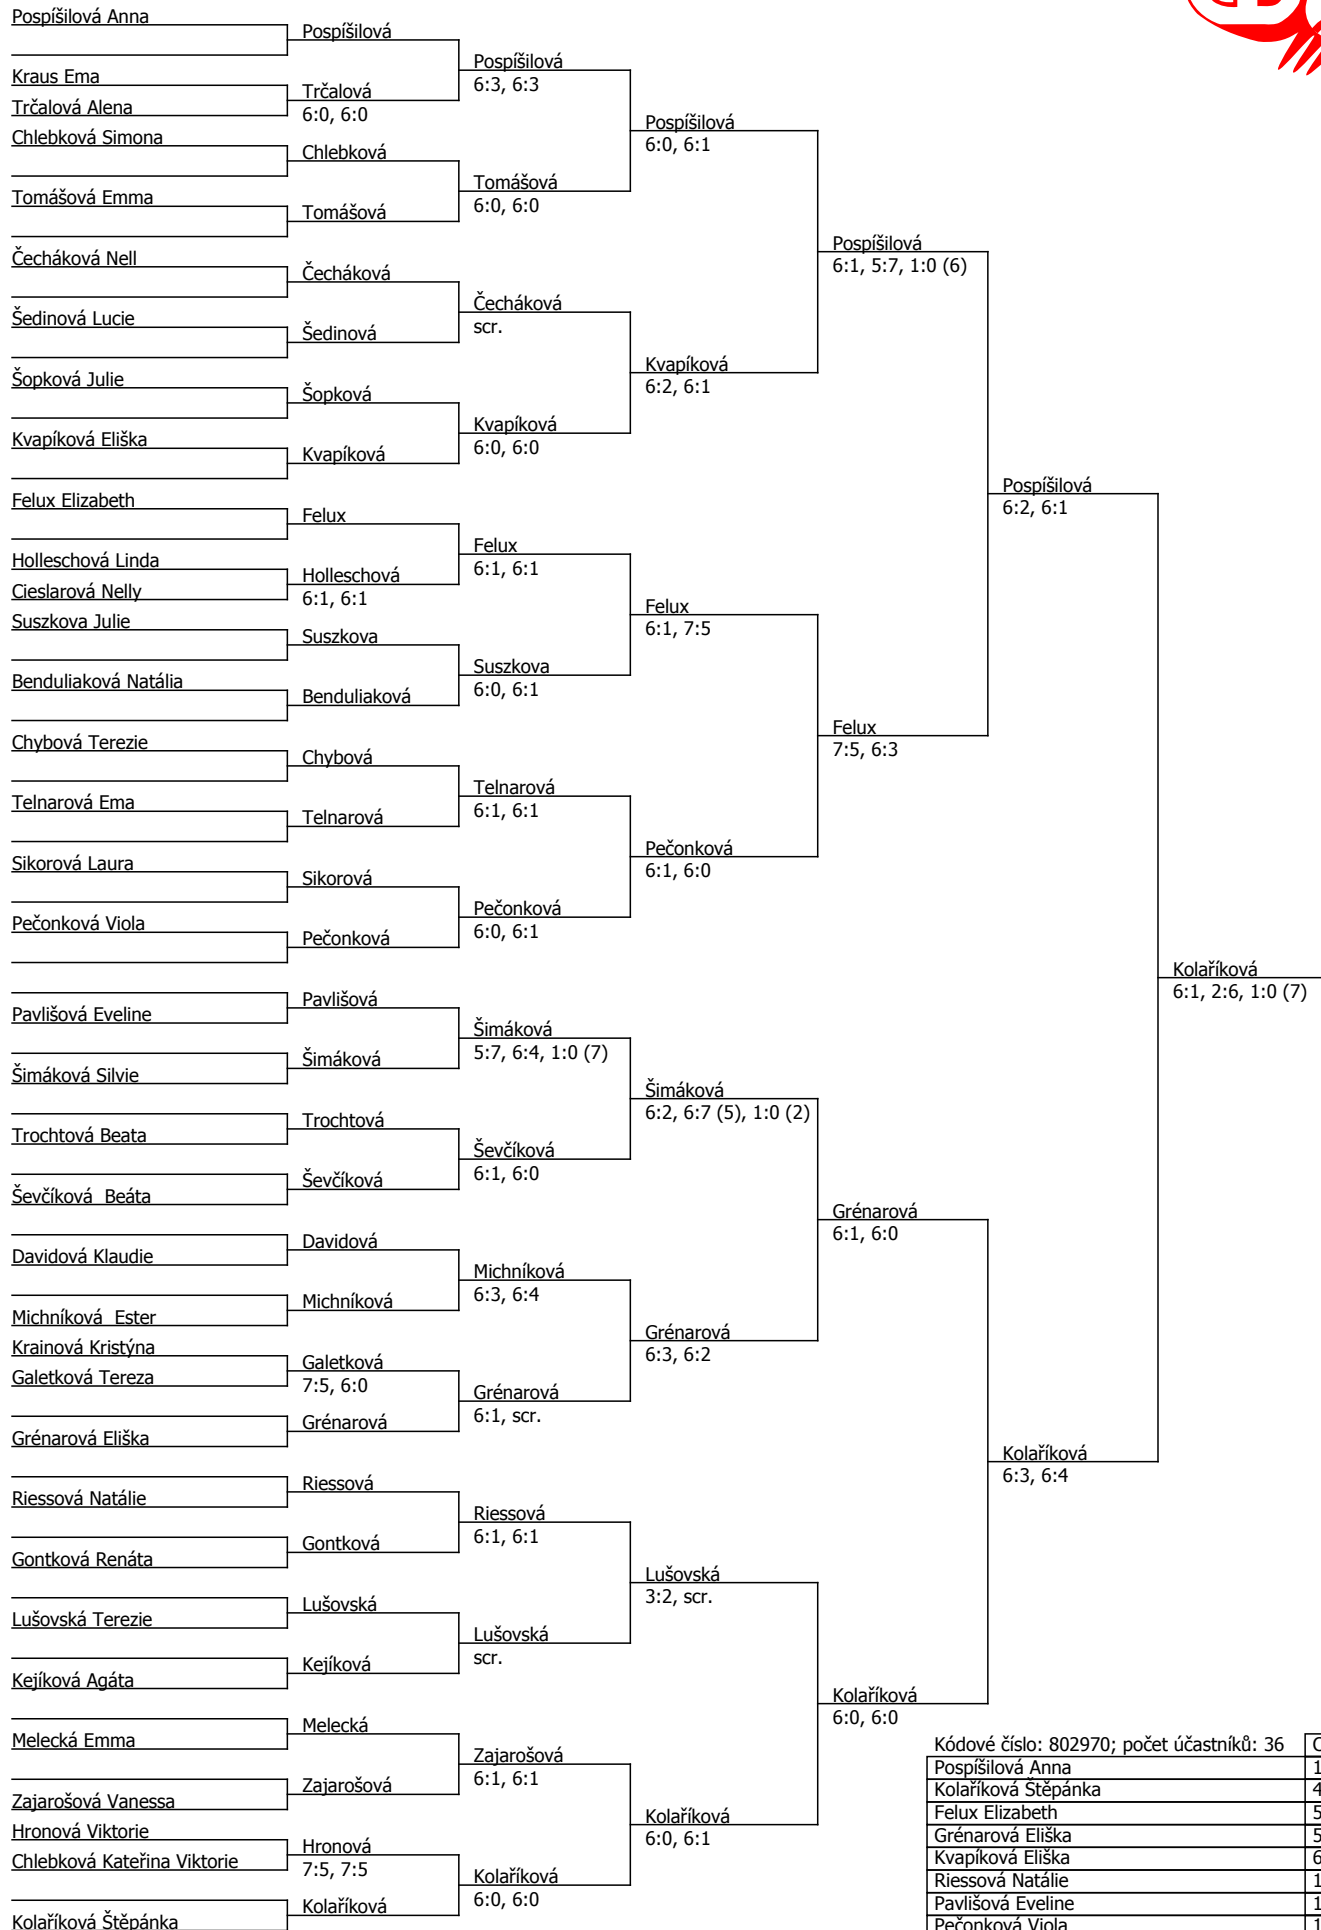 Pospíšilová Anna
Kraus Ema
Trčalová Alena
Chlebková Simona
Tomášová Emma
Čecháková Nell
Šedinová Lucie
Šopková Julie
Kvapíková Eliška
Felux Elizabeth
Holleschová Linda
Cieslarová Nelly
Suszkova Julie
Benduliaková Natália
Chybová Terezie
Telnarová Ema
Sikorová Laura
Pečonková Viola
Pavlišová Eveline
Šimáková Silvie
Trochtová Beata
Ševčíková  Beáta
Davidová Klaudie
Michníková  Ester
Krainová Kristýna
Galetková Tereza
Grénarová Eliška
Riessová Natálie
Gontková Renáta
Lušovská Terezie
Kejíková Agáta
Melecká Emma
Zajarošová Vanessa
Hronová Viktorie
Chlebková Kateřina Viktorie
Kolaříková Štěpánka
Pospíšilová
Trčalová
6:0, 6:0
Chlebková
Tomášová
Čecháková
Šedinová
Šopková
Kvapíková
Felux
Holleschová
6:1, 6:1
Suszkova
Benduliaková
Chybová
Telnarová
Sikorová
Pečonková
Pavlišová
Šimáková
Trochtová
Ševčíková
Davidová
Michníková
Galetková
7:5, 6:0
Grénarová
Riessová
Gontková
Lušovská
Kejíková
Melecká
Zajarošová
Hronová
7:5, 7:5
Kolaříková
Pospíšilová
6:3, 6:3
Tomášová
6:0, 6:0
Čecháková
scr.
Kvapíková
6:0, 6:0
Felux
6:1, 6:1
Suszkova
6:0, 6:1
Telnarová
6:1, 6:1
Pečonková
6:0, 6:1
Šimáková
5:7, 6:4, 1:0 (7)
Ševčíková
6:1, 6:0
Michníková
6:3, 6:4
Grénarová
6:1, scr.
Riessová
6:1, 6:1
Lušovská
scr.
Zajarošová
6:1, 6:1
Kolaříková
6:0, 6:0
Pospíšilová
6:0, 6:1
Kvapíková
6:2, 6:1
Felux
6:1, 7:5
Pečonková
6:1, 6:0
Šimáková
6:2, 6:7 (5), 1:0 (2)
Grénarová
6:3, 6:2
Lušovská
3:2, scr.
Kolaříková
6:0, 6:1
Pospíšilová
6:1, 5:7, 1:0 (6)
Felux
7:5, 6:3
Grénarová
6:1, 6:0
Kolaříková
6:0, 6:0
Pospíšilová
6:2, 6:1
Kolaříková
6:3, 6:4
Kolaříková
6:1, 2:6, 1:0 (7)
Kódové číslo: 802970; počet účastníků: 36
Pospíšilová Anna 1
Kolaříková Štěpánka 4
Felux Elizabeth 5
Grénarová Eliška 5
Kvapíková Eliška 6
Riessová Natálie 1
Pavlišová Eveline 1
Pečonková Viola 1